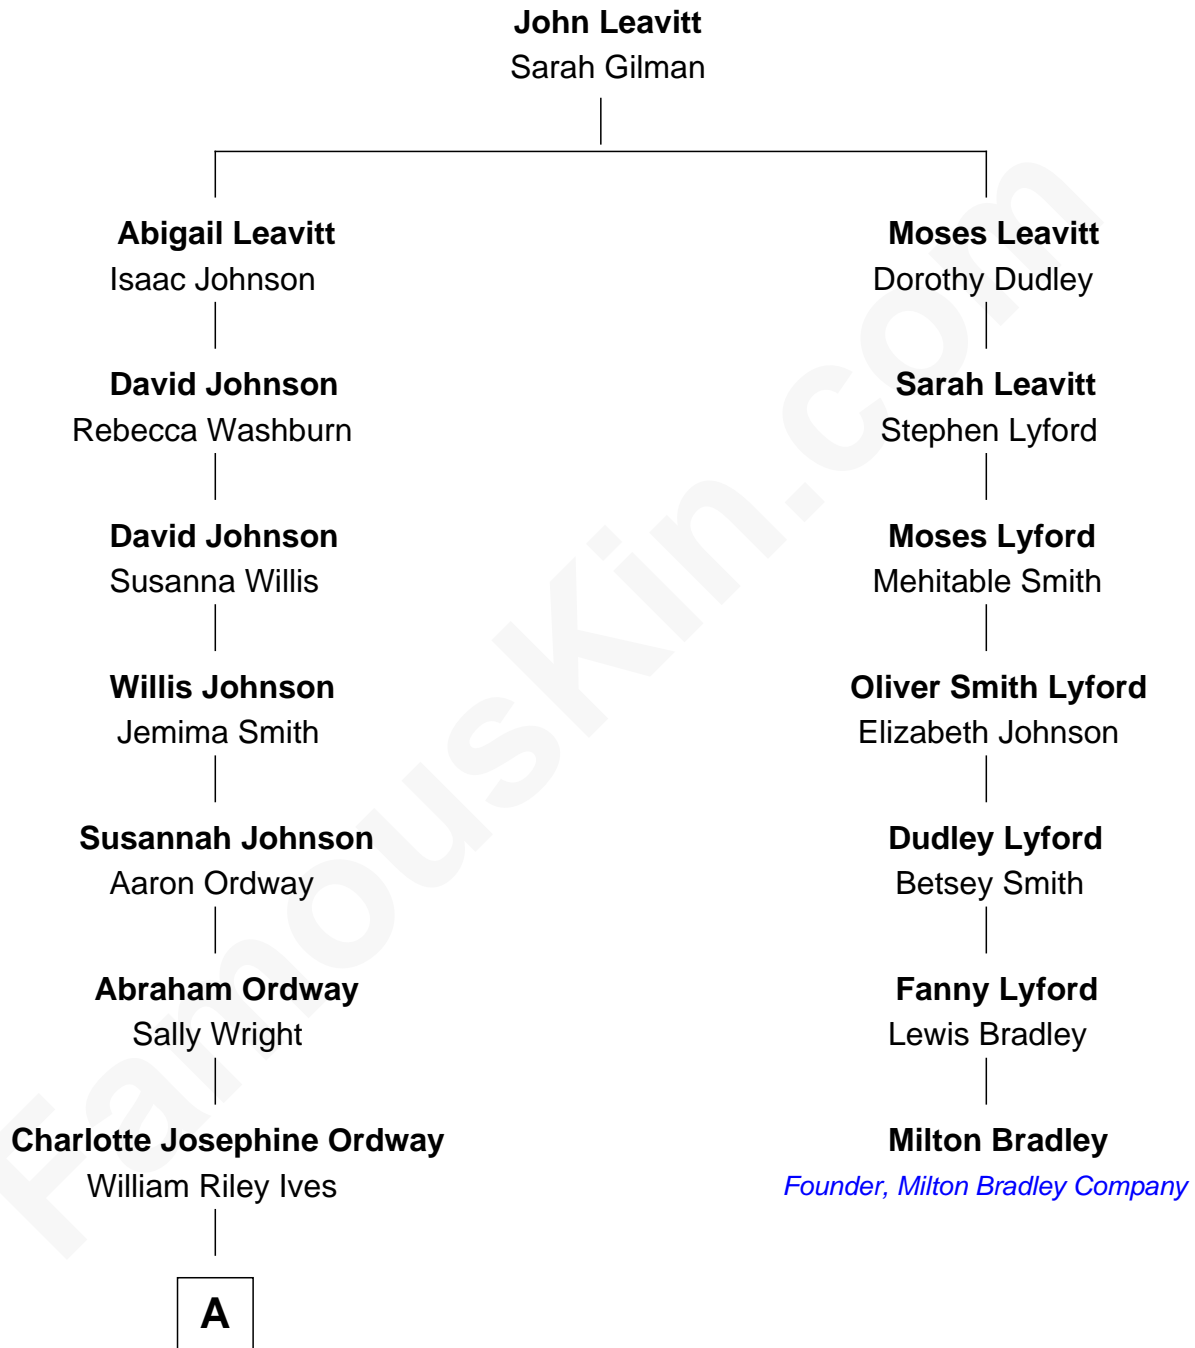 John Leavitt
Sarah Gilman
Abigail Leavitt
Isaac Johnson
Moses Leavitt
Dorothy Dudley
David Johnson
Rebecca Washburn
Sarah Leavitt
Stephen Lyford
David Johnson
Susanna Willis
Moses Lyford
Mehitable Smith
Willis Johnson
Jemima Smith
Oliver Smith Lyford
Elizabeth Johnson
Susannah Johnson
Aaron Ordway
Dudley Lyford
Betsey Smith
Abraham Ordway
Sally Wright
Fanny Lyford
Lewis Bradley
Charlotte Josephine Ordway
William Riley Ives
Milton Bradley
Founder, Milton Bradley Company
A
FamousKin.com